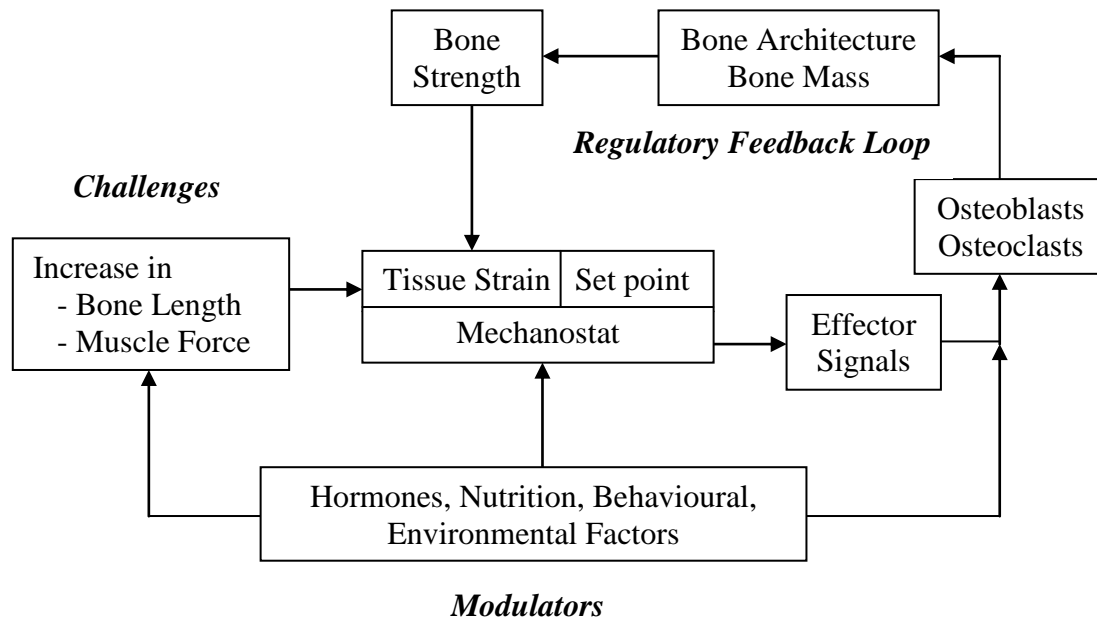 Bone
Strength
Bone Architecture
Bone Mass
Regulatory Feedback Loop
Challenges
Osteoblasts
Osteoclasts
Increase in
- Bone Length
- Muscle Force
Tissue Strain
Set point
Mechanostat
Effector
Signals
Hormones, Nutrition, Behavioural,
Environmental Factors
Modulators